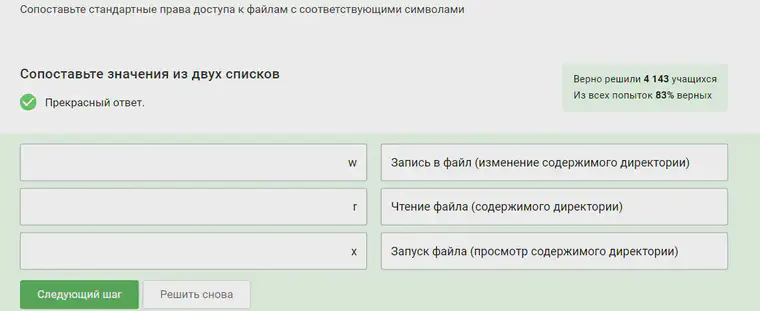 Сопоставьте стандартные права доступа к файлам с соответствующими символами
Сопоставьте значения из двух списков
Прекрасный ответ.
Верно решили 4 143 учащихся
Из всех попыток 83% верных
w Запись в файл (изменение содержимого директории)
r Чтение файла (содержимого директории)
x Запуск файла (просмотр содержимого директории)
Следующий шаг Решить снова